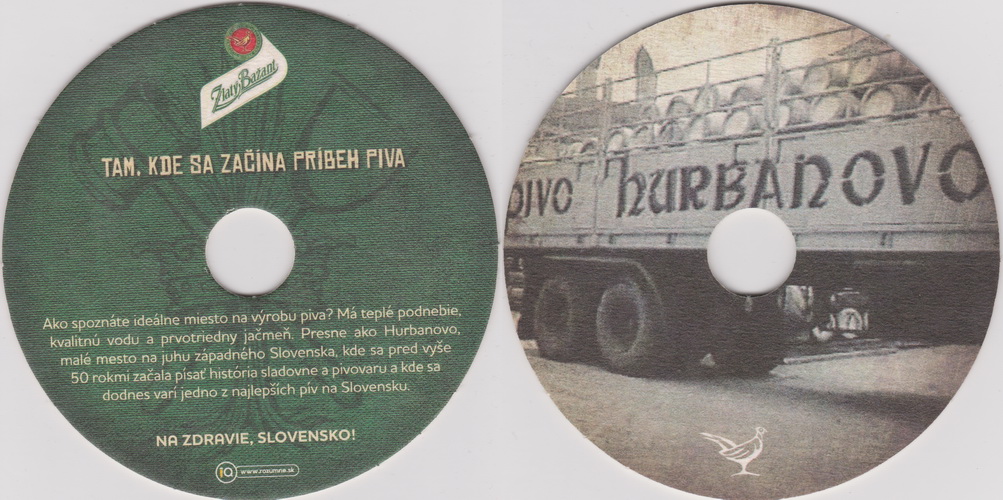 Zlatý Bažant
TAM, KDE SA ZAČÍNA PRÍBEH PIVA
Ako spoznáte ideálne miesto na výrobu piva? Má teplé podnebie,
kvalitnú vodu a prvotriedny jačmeň. Presne ako Hurbanovo,
malé mesto na juhu západného Slovenska, kde sa pred vyše
50 rokmi začala písať história sladovne a pivovaru a kde sa
dodnes varí jedno z najlepších pív na Slovensku.
NA ZDRAVIE, SLOVENSKO!
iQ www.rozumne.sk
PIVO HURBANOVO